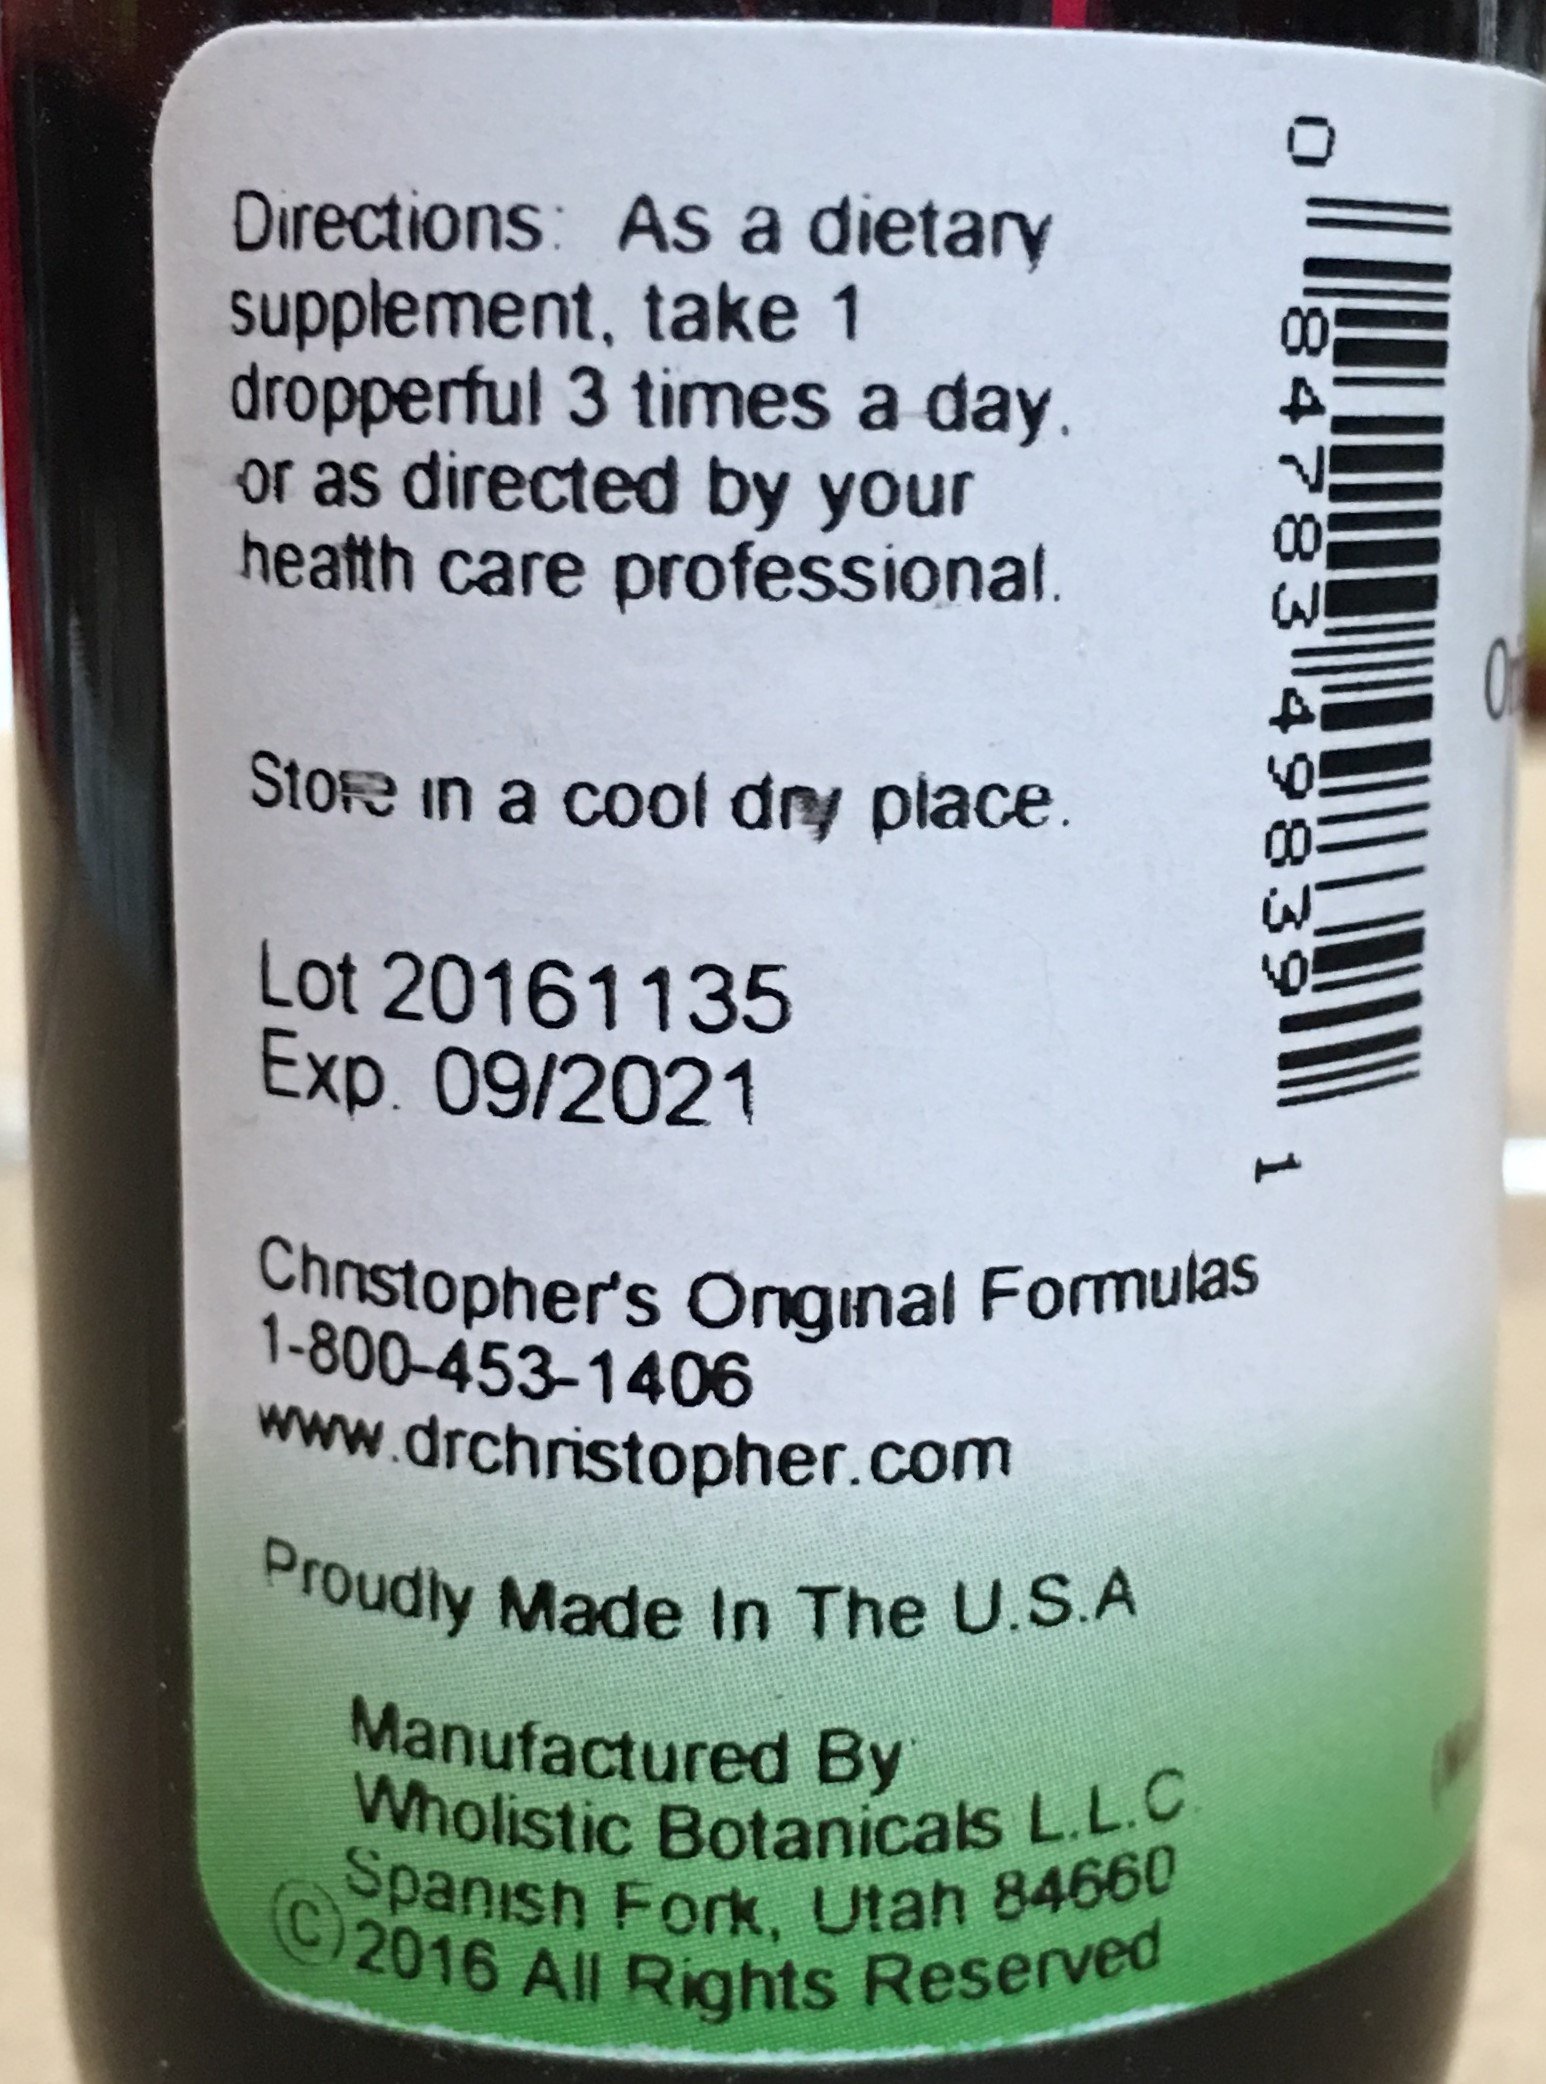 Directions: As a dietary
supplement, take 1
dropperful 3 times a day.
or as directed by your
health care professional.
Store in a cool dry place.
Lot 20161135
Exp. 09/2021
Christopher's Original Formulas
1-800-453-1406
www.drchristopher.com
Proudly Made In The U.S.A
Manufactured By
Wholistic Botanicals L.L.C.
Spanish Fork, Utah 84660
©2016 All Rights Reserved
0 84783 49839 1